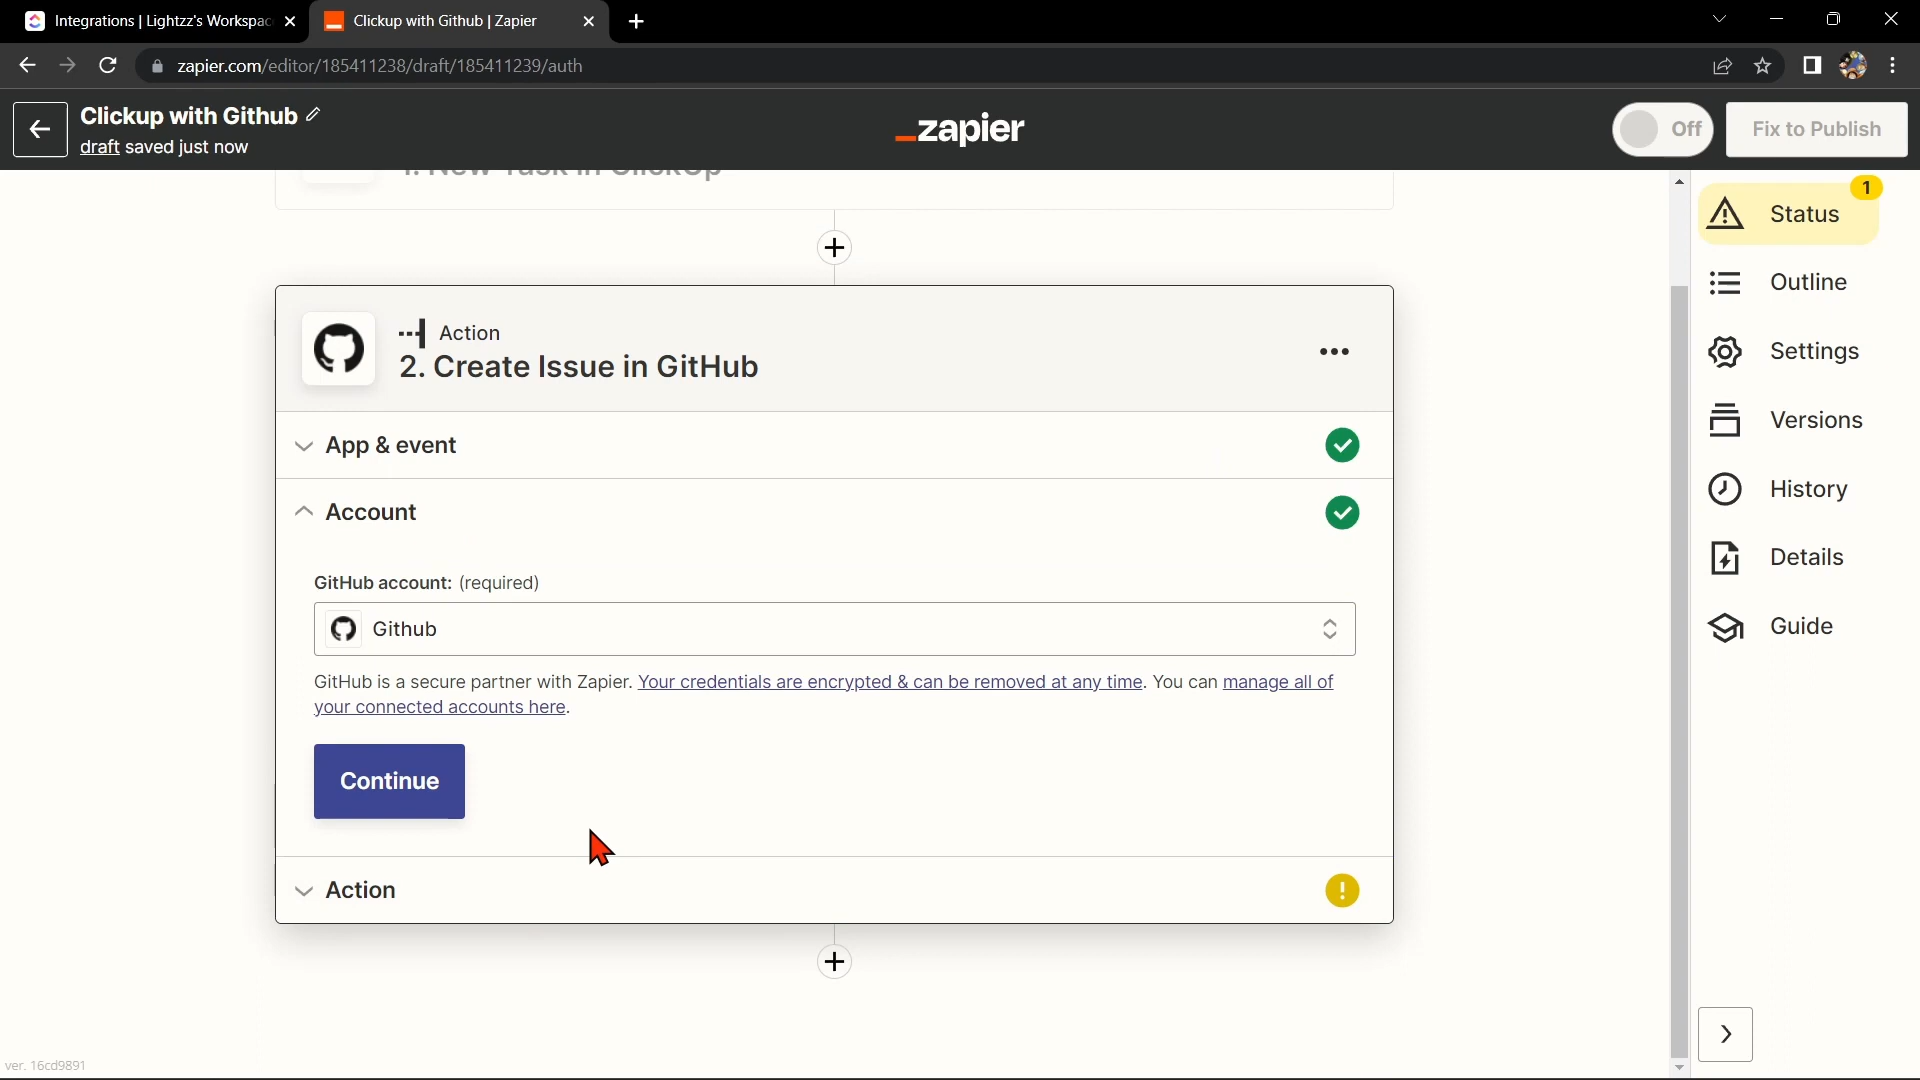 Integrations | Lightzz's Workspac
Clickup with Github | Zapier
zapier.com/editor/185411238/draft/185411239/auth
Clickup with Github
draft saved just now
_zapier
Off
Fix to Publish
1. New Task in ClickUp
1
Status
Outline
Settings
Versions
History
Details
Guide
Action
2. Create Issue in GitHub
App & event
Account
GitHub account: (required)
Github
GitHub is a secure partner with Zapier. Your credentials are encrypted & can be removed at any time. You can manage all of
your connected accounts here.
Continue
Action
ver. 16cd9891